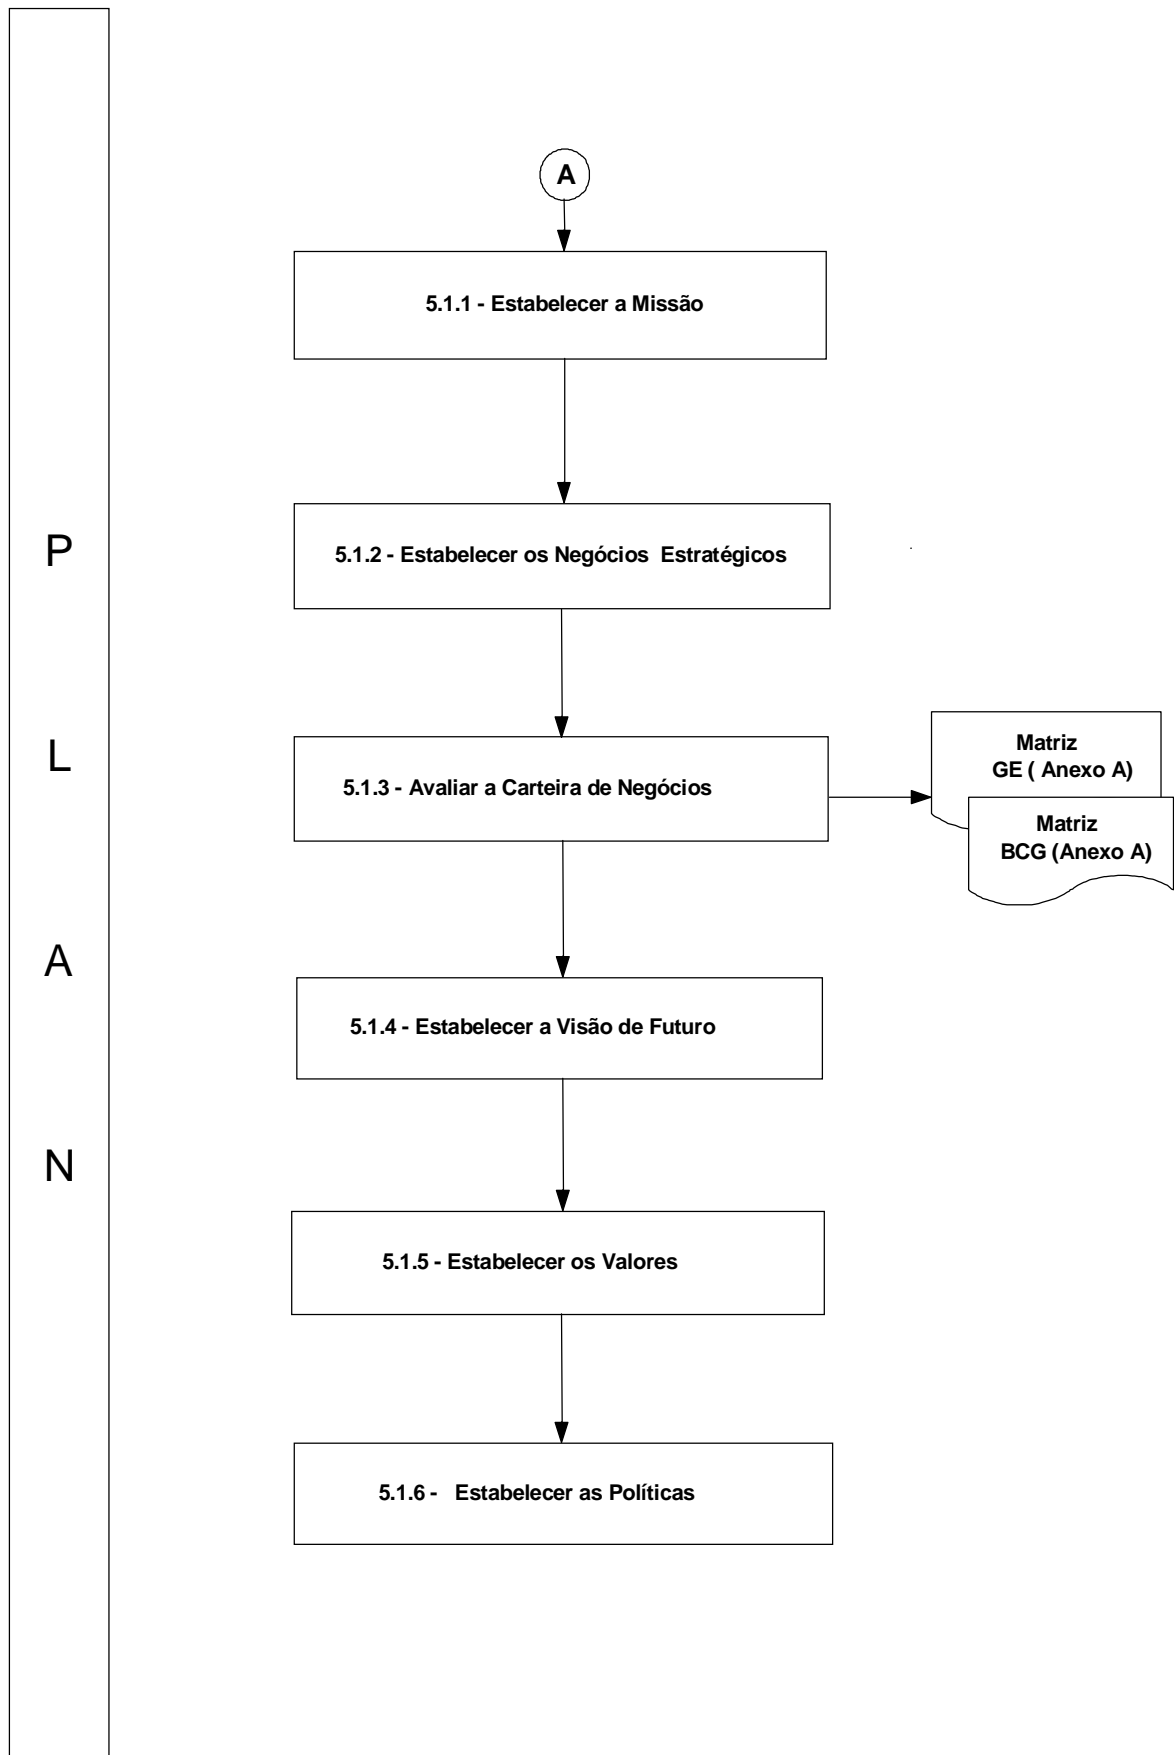 A
5.1.1 - Estabelecer a Missão
P
5.1.2 - Estabelecer os Negócios Estratégicos
L
5.1.3 - Avaliar a Carteira de Negócios
Matriz
GE ( Anexo A)
Matriz
BCG (Anexo A)
A
5.1.4 - Estabelecer a Visão de Futuro
N
5.1.5 - Estabelecer os Valores
5.1.6 - Estabelecer as Políticas